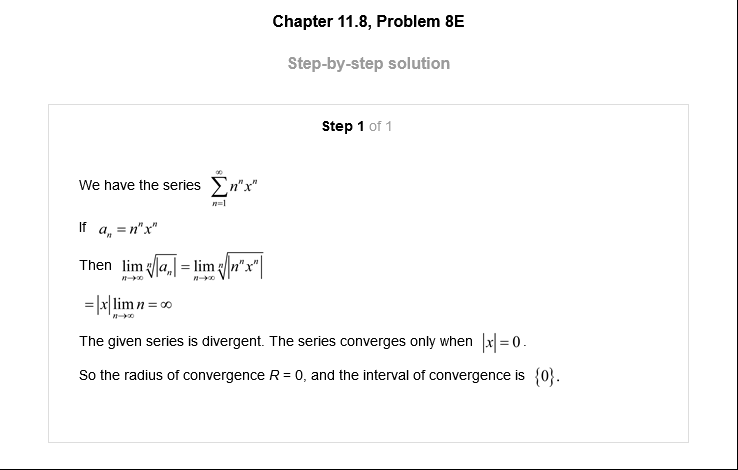 Chapter 11.8, Problem 8E
Step-by-step solution
Step 1 of 1
We have the series $\sum_{n=1}^{\infty} n^n x^n$
If $a_n = n^n x^n$
Then $\lim_{n \to \infty} \sqrt[n]{|a_n|} = \lim_{n \to \infty} \sqrt[n]{|n^n x^n|}$
$= |x| \lim_{n \to \infty} n = \infty$
The given series is divergent. The series converges only when $|x| = 0$.
So the radius of convergence R = 0, and the interval of convergence is $\{0\}$.